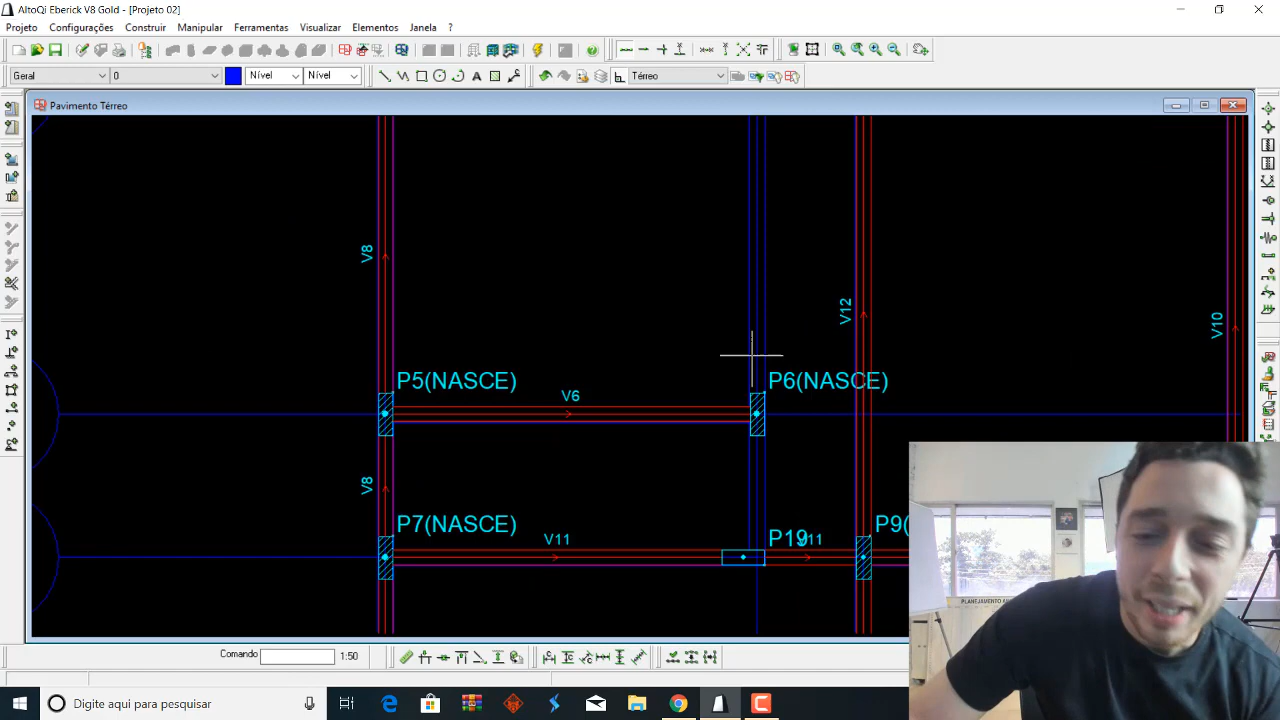 AltoQi Eberick V8 Gold - [Projeto 02]
Projeto Configurações Construir Manipular Ferramentas Visualizar Elementos Janela ?
Geral 0 Nível Nível Térreo
Pavimento Térreo
V8
V12
V10
P5(NASCE) V6 P6(NASCE)
V8
P7(NASCE) V11 P19 V11 P9(
PLANEJAMENTO
Comando 1:50
Digite aqui para pesquisar